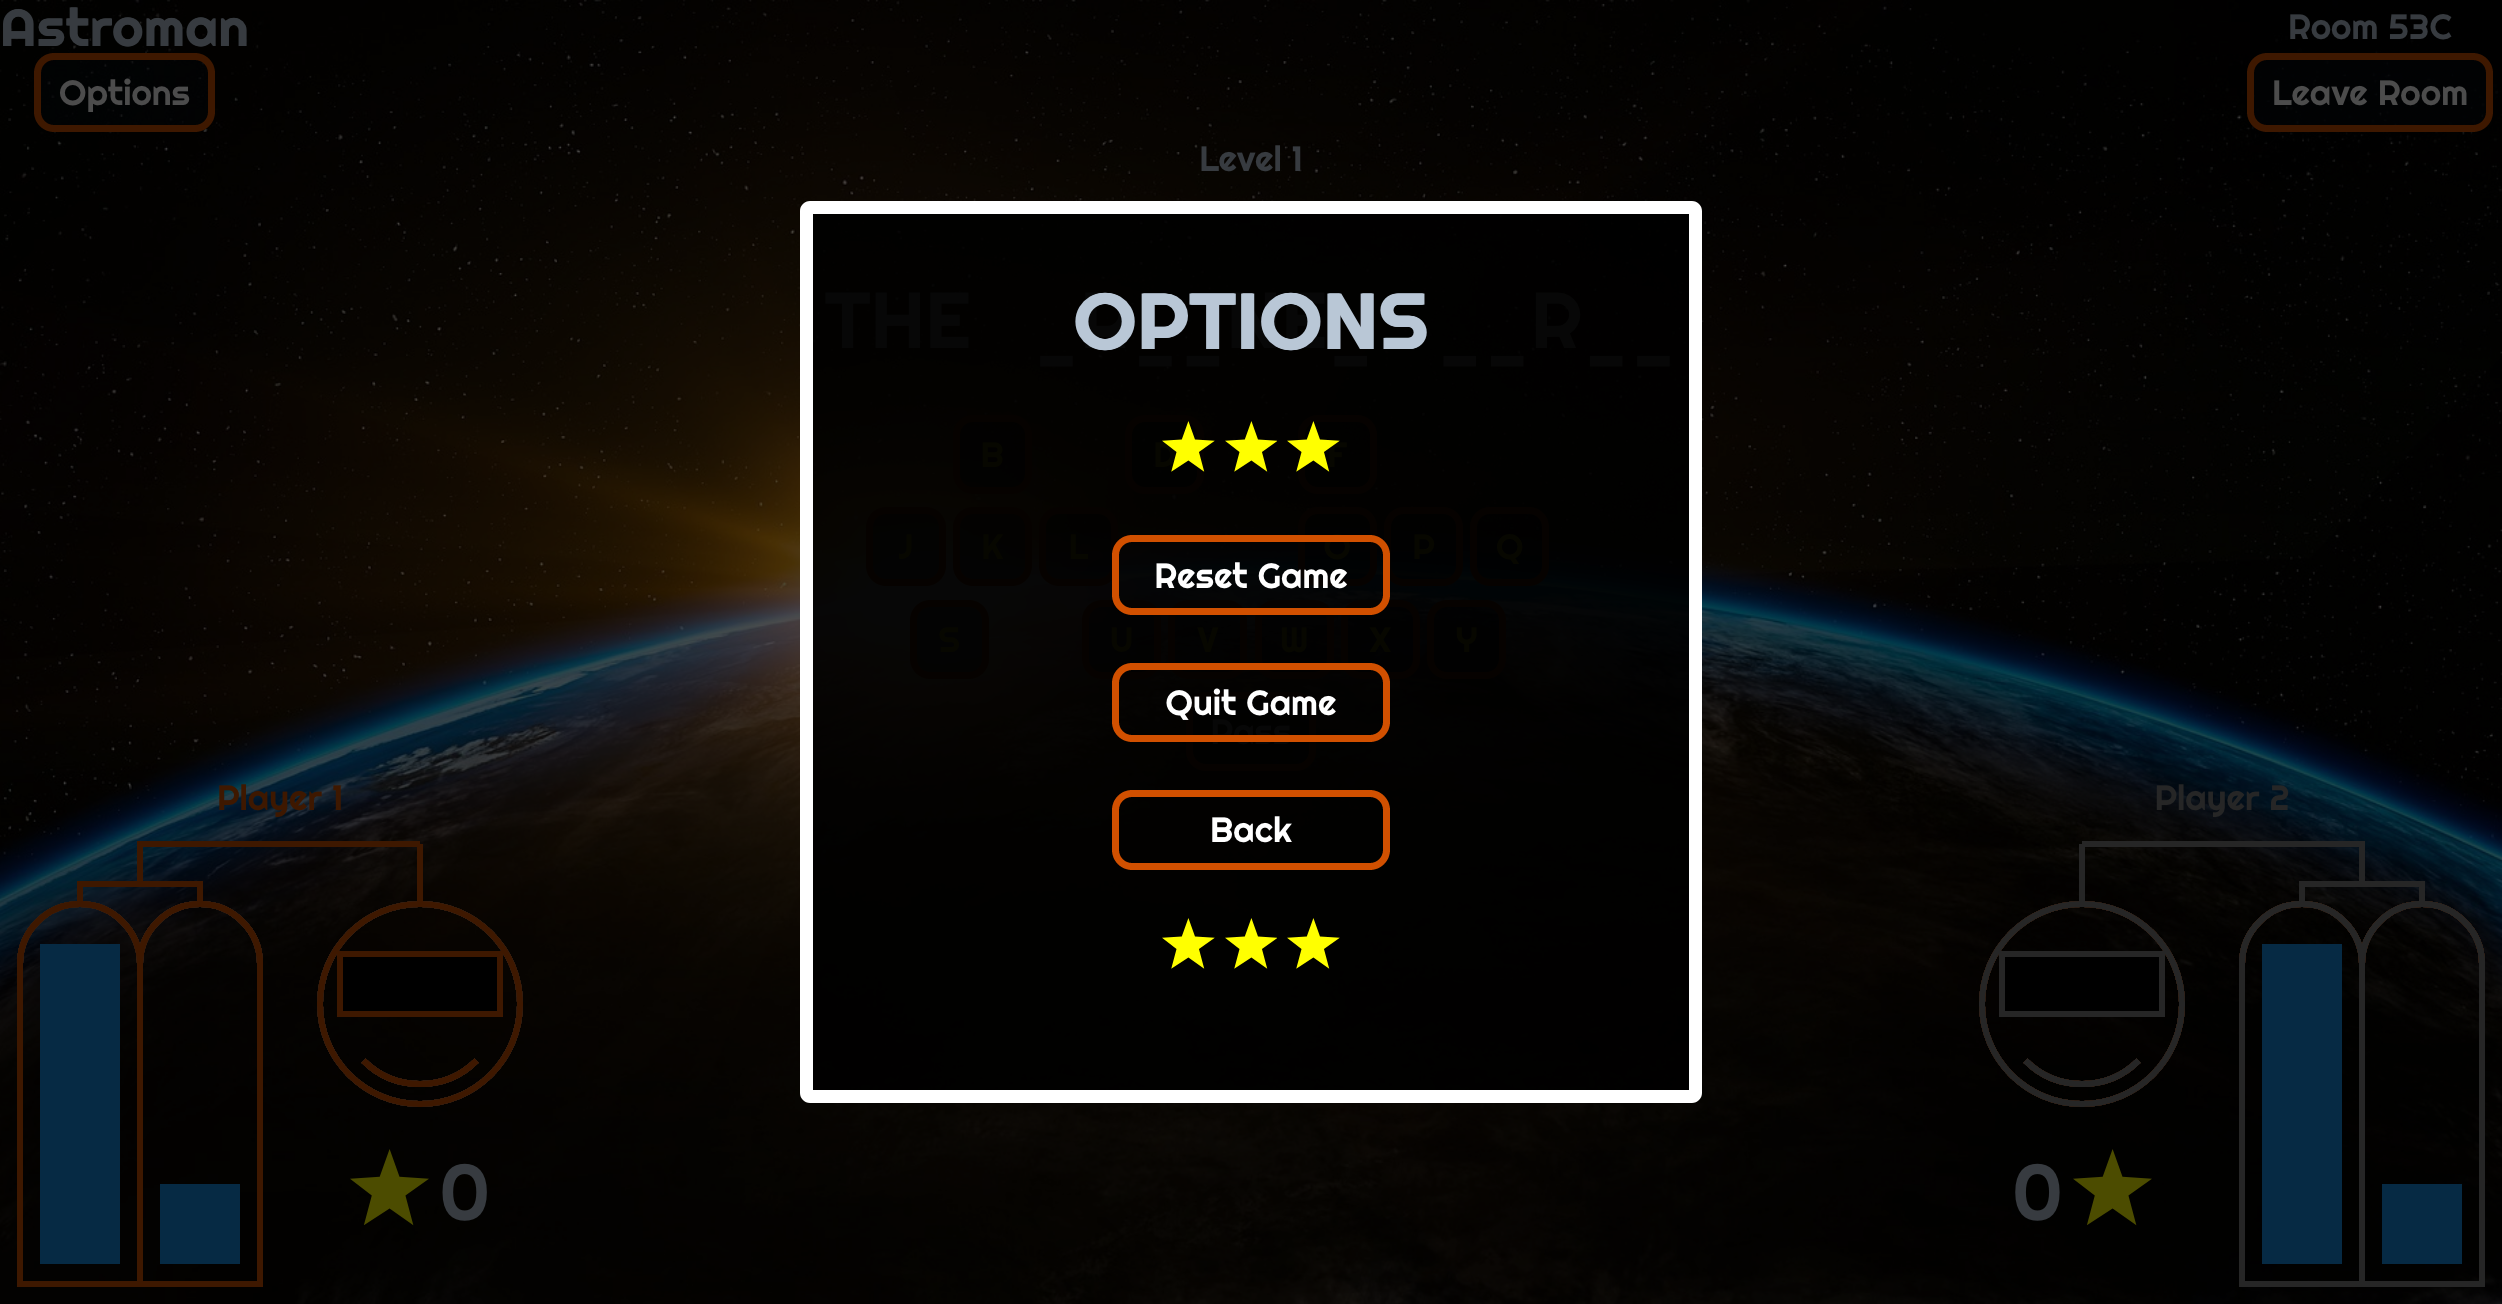 Astroman
Room 53C
Options
Leave Room
Level 1
THE _ _ _ _ _ _ R _ _
OPTIONS
B
J K L O P Q
Reset Game
S U V W X Y
Quit Game
Back
Player 1
Player 2
0
0